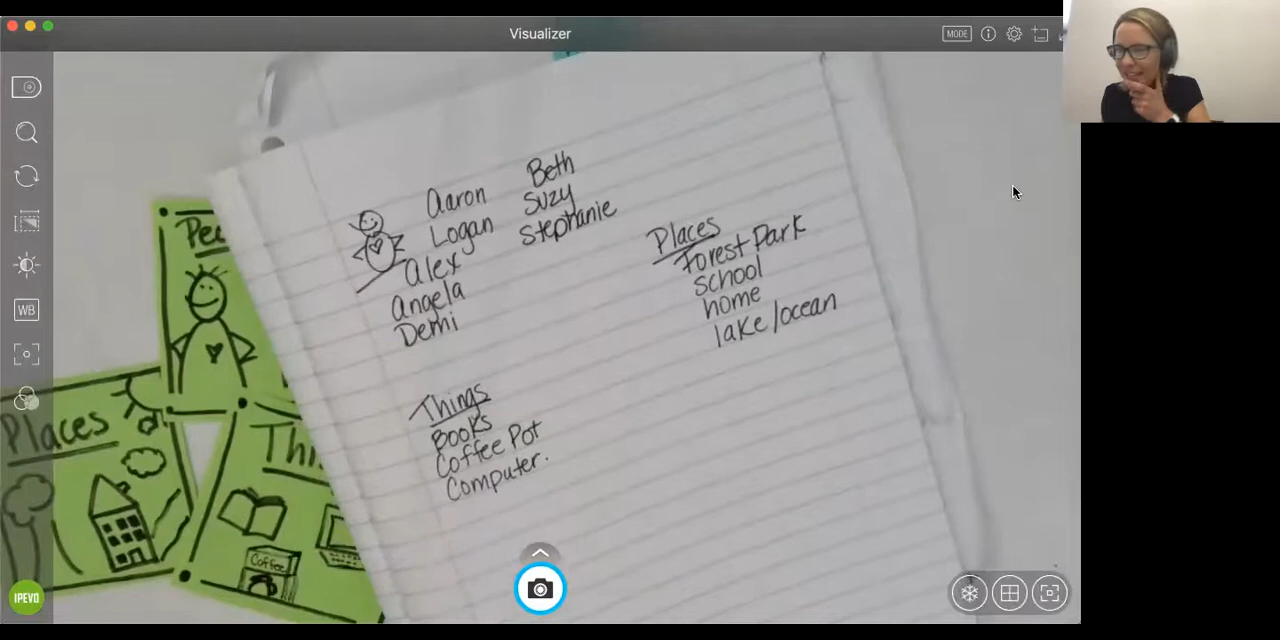 Visualizer
MODE
WB
IPEVO
Aaron
Logan
Alex
Angela
Demi
Beth
Suzy
Stephanie
Places
Forest Park
school
home
lake/ocean
Things
Books
Coffee Pot
Computer.
Places
Coffee